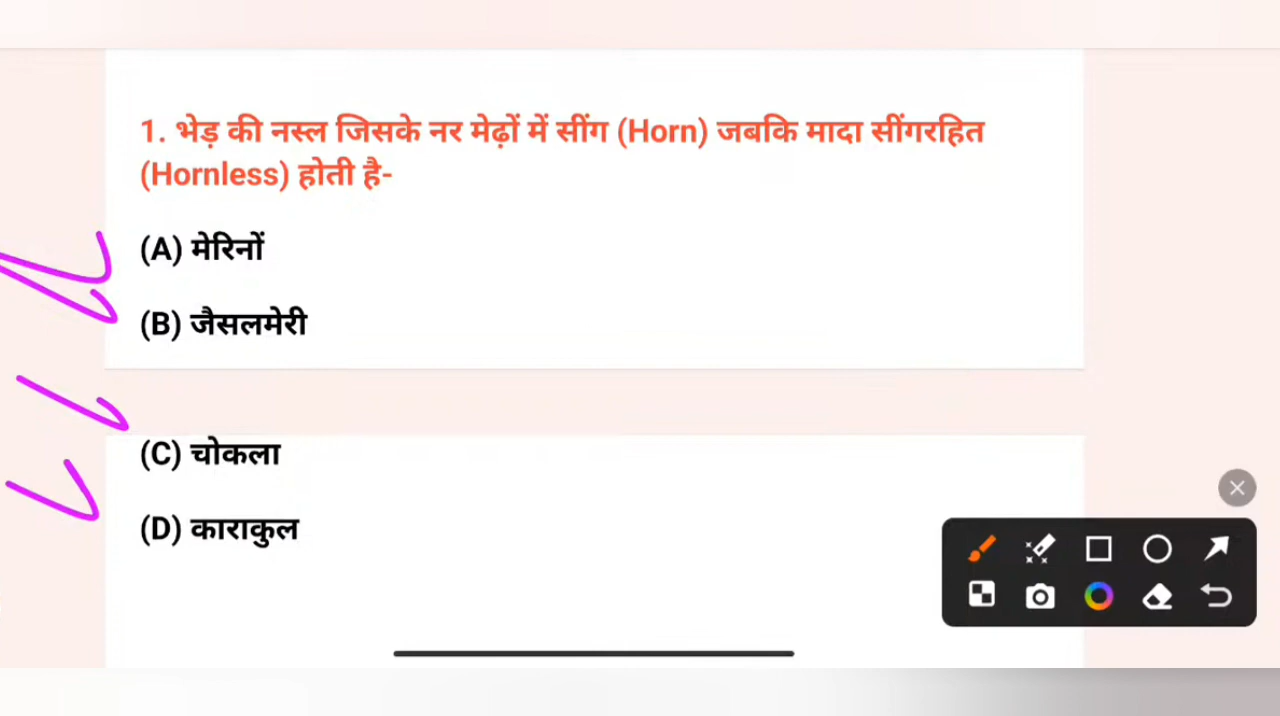 1. भेड़ की नस्ल जिसके नर मेढ़ों में सींग (Horn) जबकि मादा सींगरहित
(Hornless) होती है-
(A) मेरिनों
(B) जैसलमेरी
(C) चोकला
(D) काराकुल